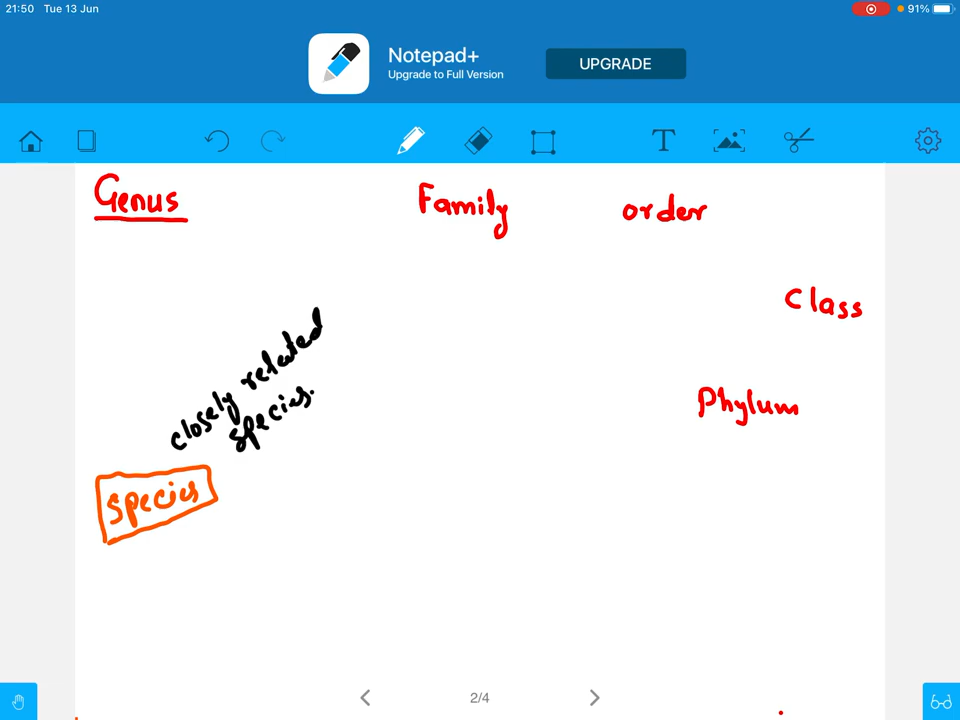 21:50 Tue 13 Jun
91%
Notepad+
Upgrade to Full Version
UPGRADE
T
Genus
Family
order
Class
closely related
species.
Phylum
Species
2/4